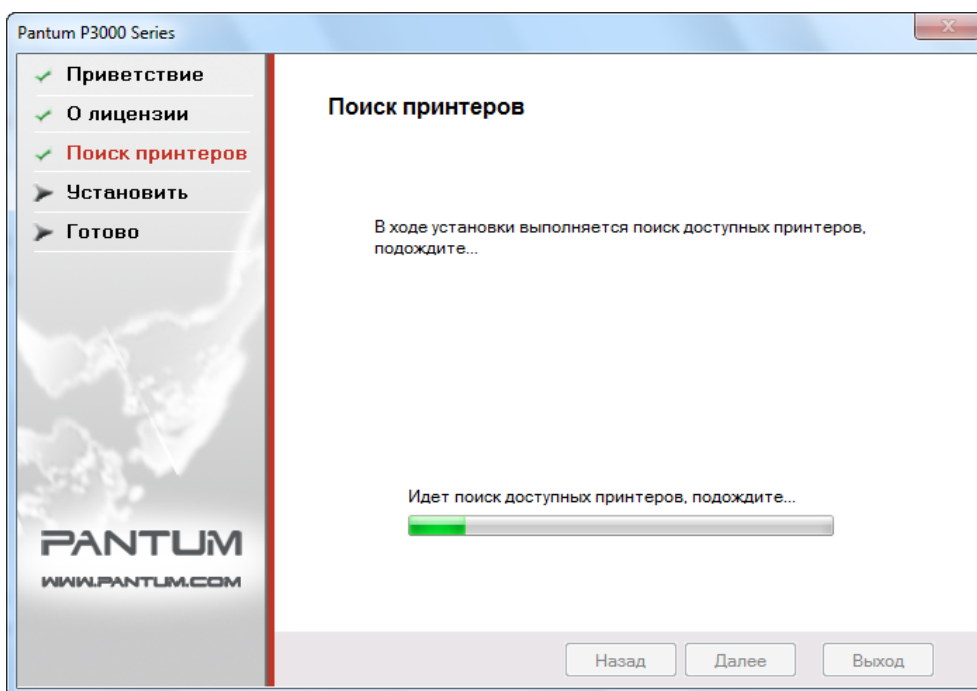 Pantum P3000 Series
Приветствие
О лицензии
Поиск принтеров
Установить
Готово
PANTUM
WWW.PANTUM.COM
Поиск принтеров
В ходе установки выполняется поиск доступных принтеров,
подождите...
Идет поиск доступных принтеров, подождите...
Назад
Далее
Выход